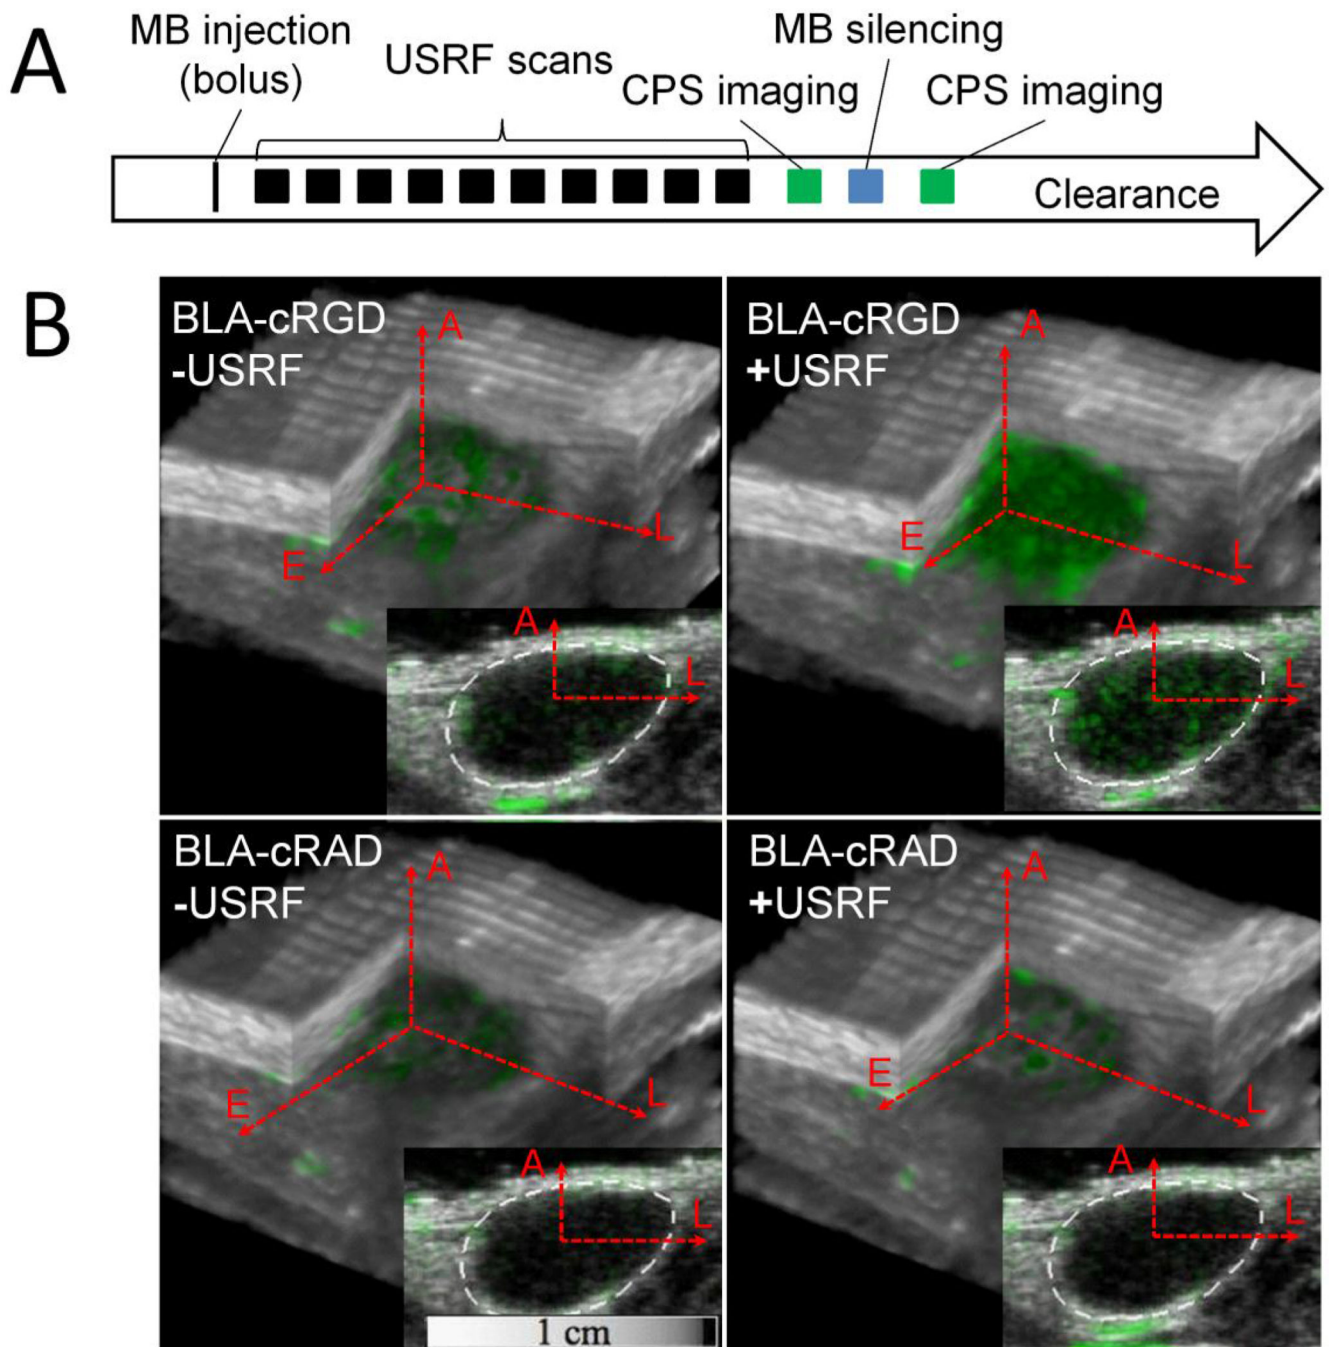 A
MB injection
(bolus)
USRF scans
CPS imaging
MB silencing
CPS imaging
Clearance
B
BLA-cRGD
-USRF
A
E
L
A
L
BLA-cRGD
+USRF
A
E
L
A
L
BLA-cRAD
-USRF
A
E
L
A
L
1 cm
BLA-cRAD
+USRF
A
E
L
A
L